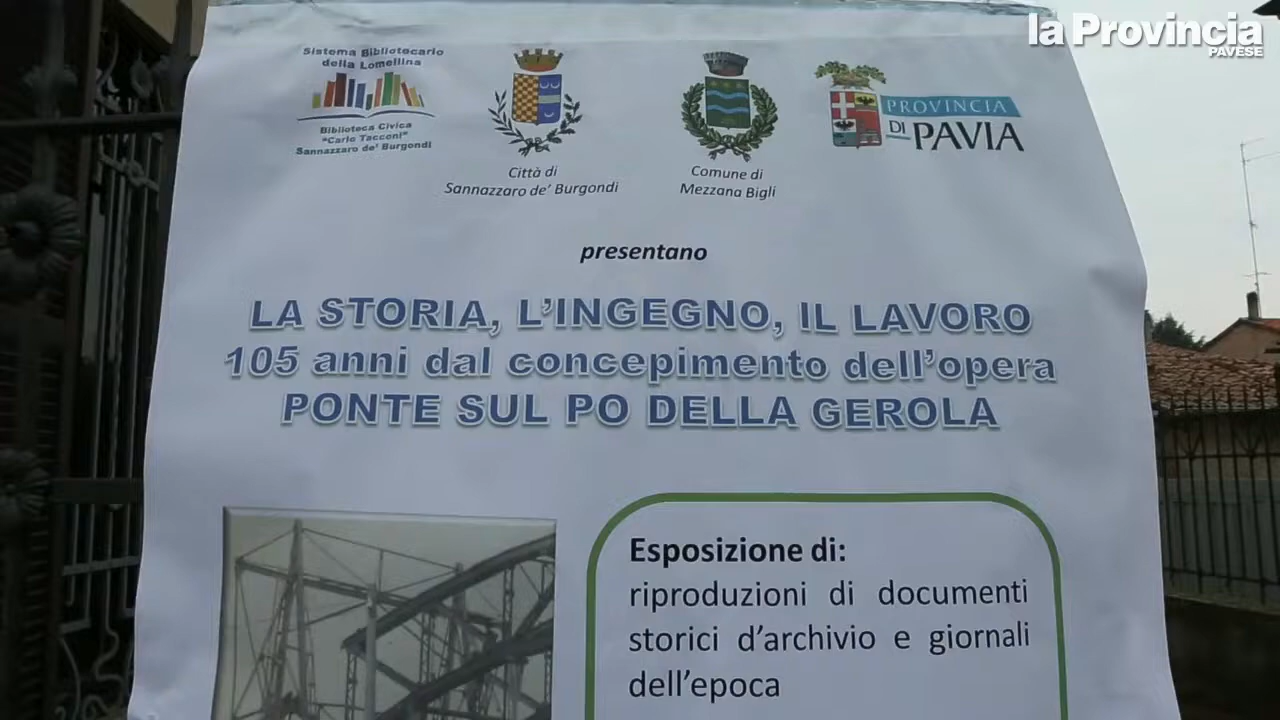 la Provincia
PAVESE
Sistema Bibliotecario
della Lomellina
Biblioteca Civica
"Carlo Tacconi"
Sannazzaro de' Burgondi
Città di
Sannazzaro de' Burgondi
Comune di
Mezzana Bigli
PROVINCIA
DI PAVIA
presentano
LA STORIA, L'INGEGNO, IL LAVORO
105 anni dal concepimento dell'opera
PONTE SUL PO DELLA GEROLA
Esposizione di:
riproduzioni di documenti
storici d'archivio e giornali
dell'epoca